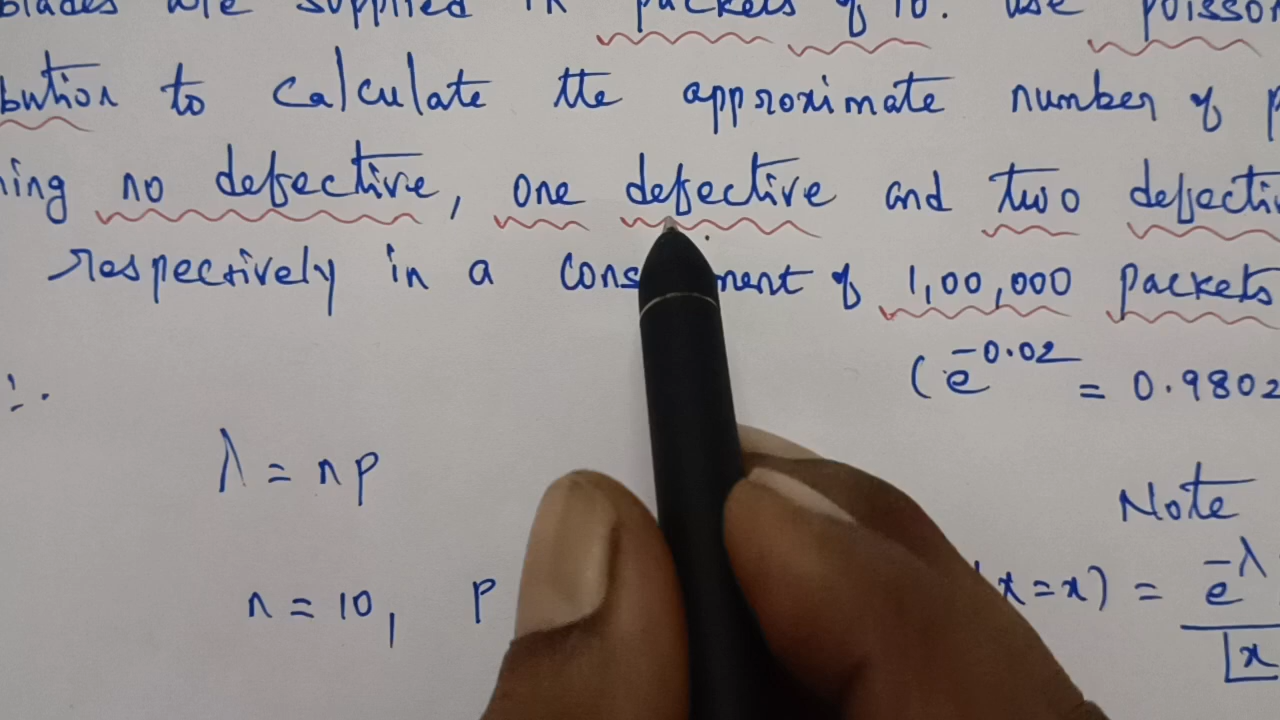 blades are supplied in packets of 10. Use poisson
bution to calculate the approximate number of p
ning no defective, one defective and two defecti
respectively in a cons ment of 1,00,000 packets
(e^-0.02 = 0.9802
λ = np
Note
n = 10, p
x = x) = e^-λ / ⌊x